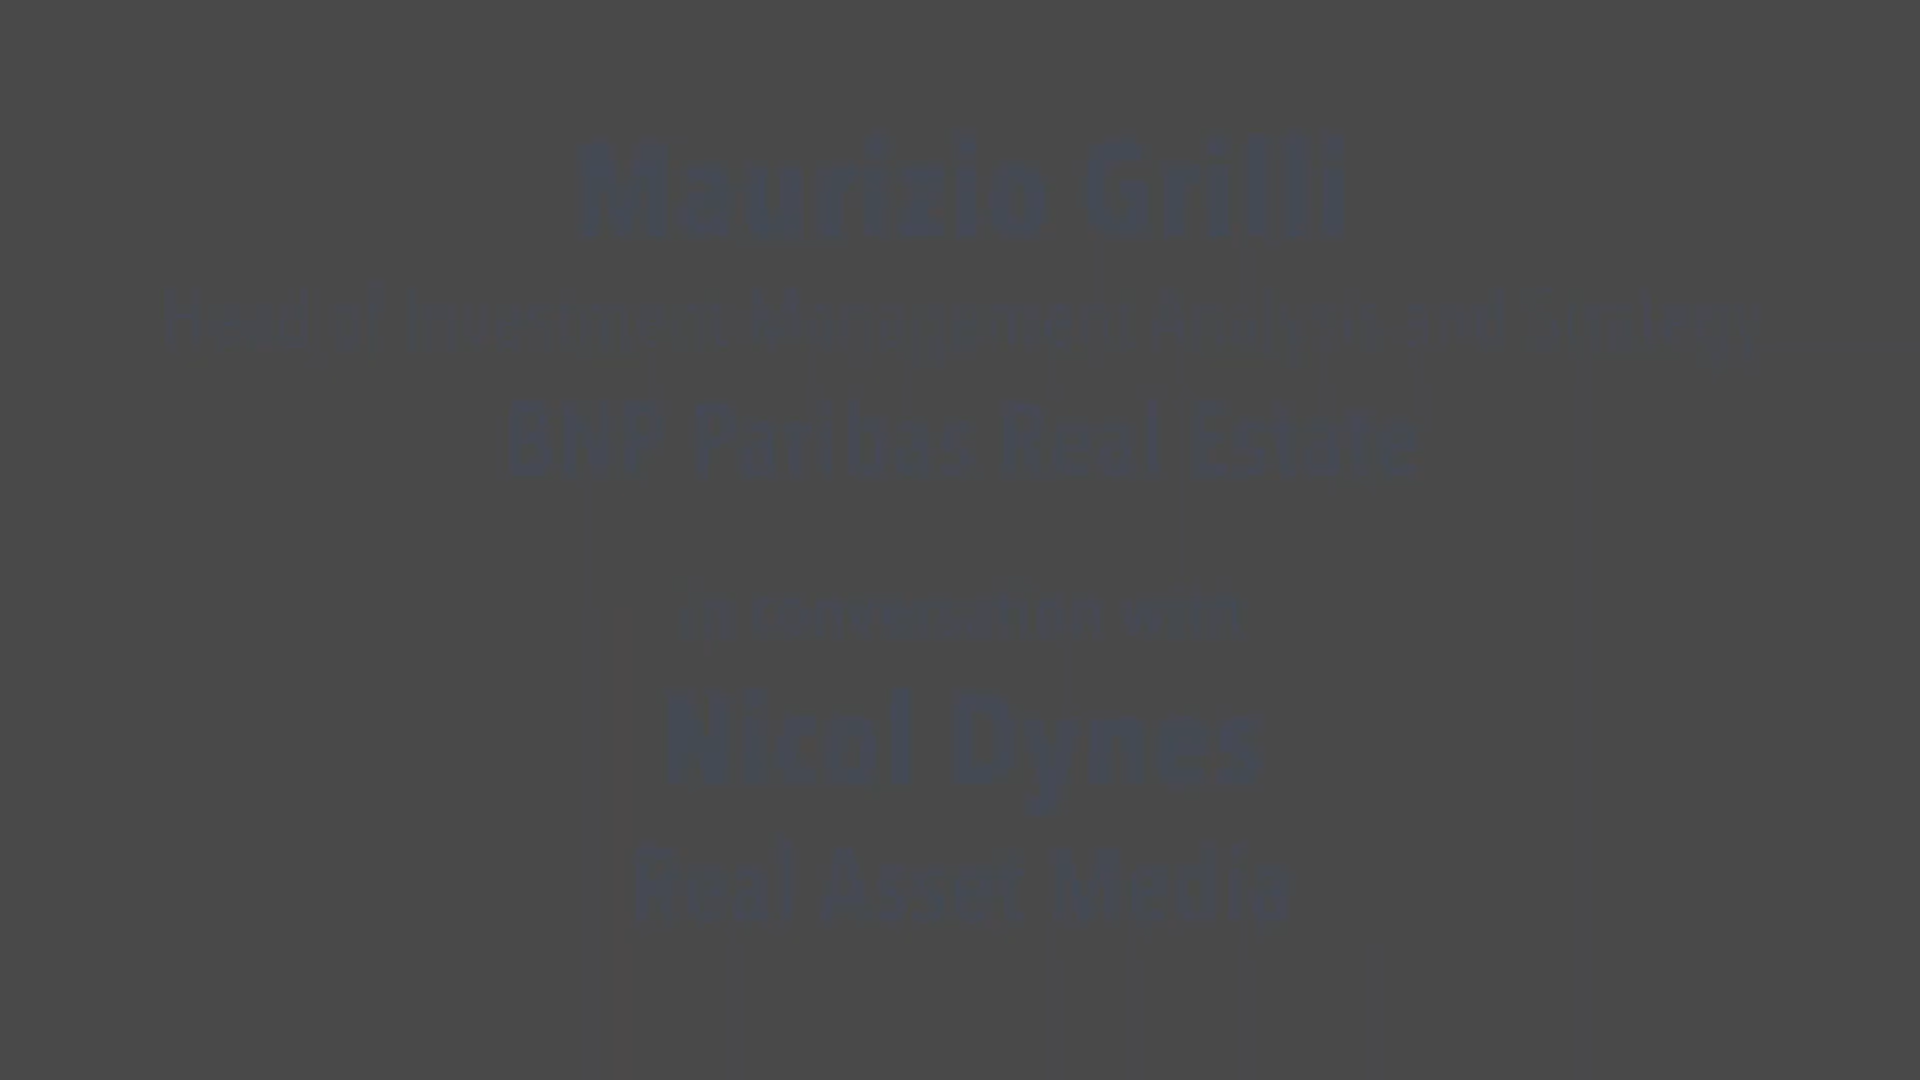 Maurizio Grilli
Head of Investment Management Analysis and Strategy
BNP Paribas Real Estate
in conversation with
Nicol Dynes
Real Asset Media